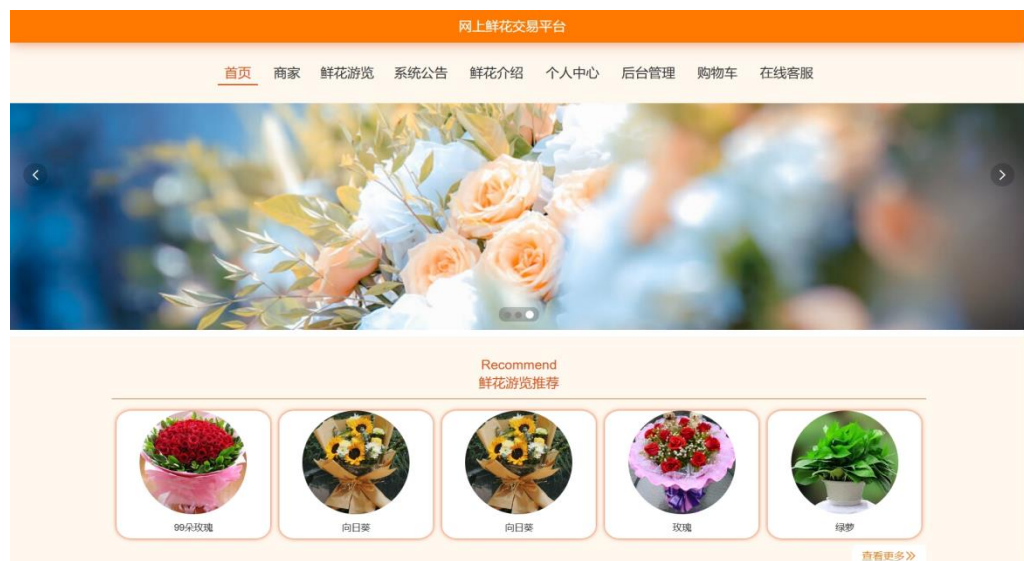 网上鲜花交易平台
首页 商家 鲜花游览 系统公告 鲜花介绍 个人中心 后台管理 购物车 在线客服
Recommend
鲜花游览推荐
99朵玫瑰 向日葵 向日葵 玫瑰 绿萝
查看更多